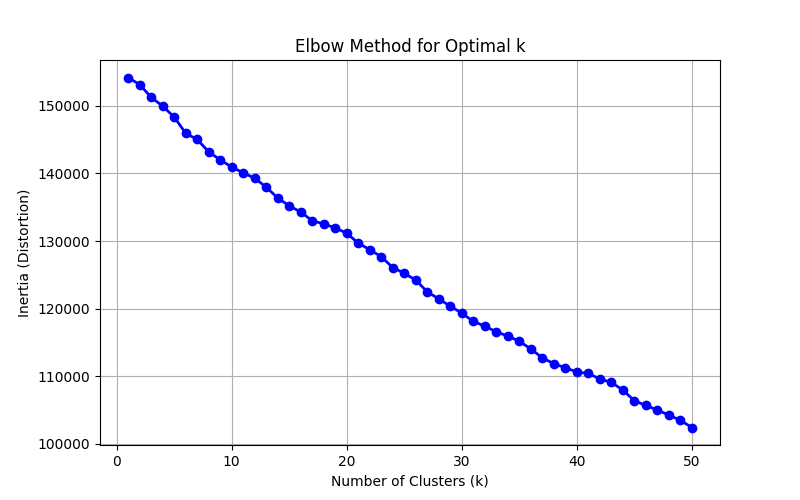 Elbow Method for Optimal k
Inertia (Distortion)
150000
140000
130000
120000
110000
100000
0 10 20 30 40 50
Number of Clusters (k)